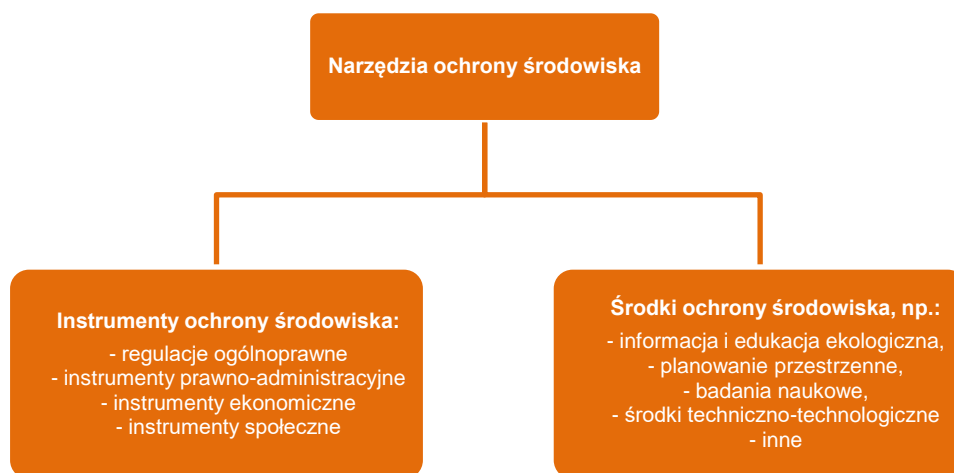 Narzędzia ochrony środowiska
Instrumenty ochrony środowiska:
- regulacje ogólnoprawne
- instrumenty prawno-administracyjne
- instrumenty ekonomiczne
- instrumenty społeczne
Środki ochrony środowiska, np.:
- informacja i edukacja ekologiczna,
- planowanie przestrzenne,
- badania naukowe,
- środki techniczno-technologiczne
- inne